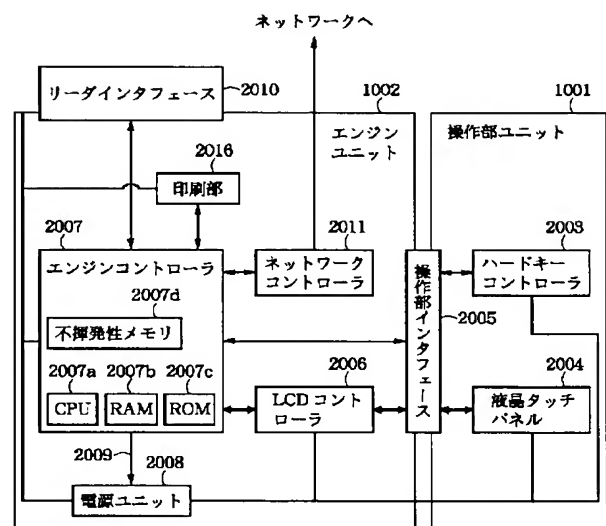 ネットワークへ
リーダインタフェース
2010
1002
1001
エンジン
ユニット
操作部ユニット
2016
印刷部
2007
エンジンコントローラ
2011
ネットワーク
コントローラ
2003
ハードキー
コントローラ
操作部インタフェース
2005
2007d
不揮発性メモリ
2007a
2007b
2007c
CPU
RAM
ROM
2006
LCDコント
ローラ
2004
液晶タッチ
パネル
2009
2008
電源ユニット